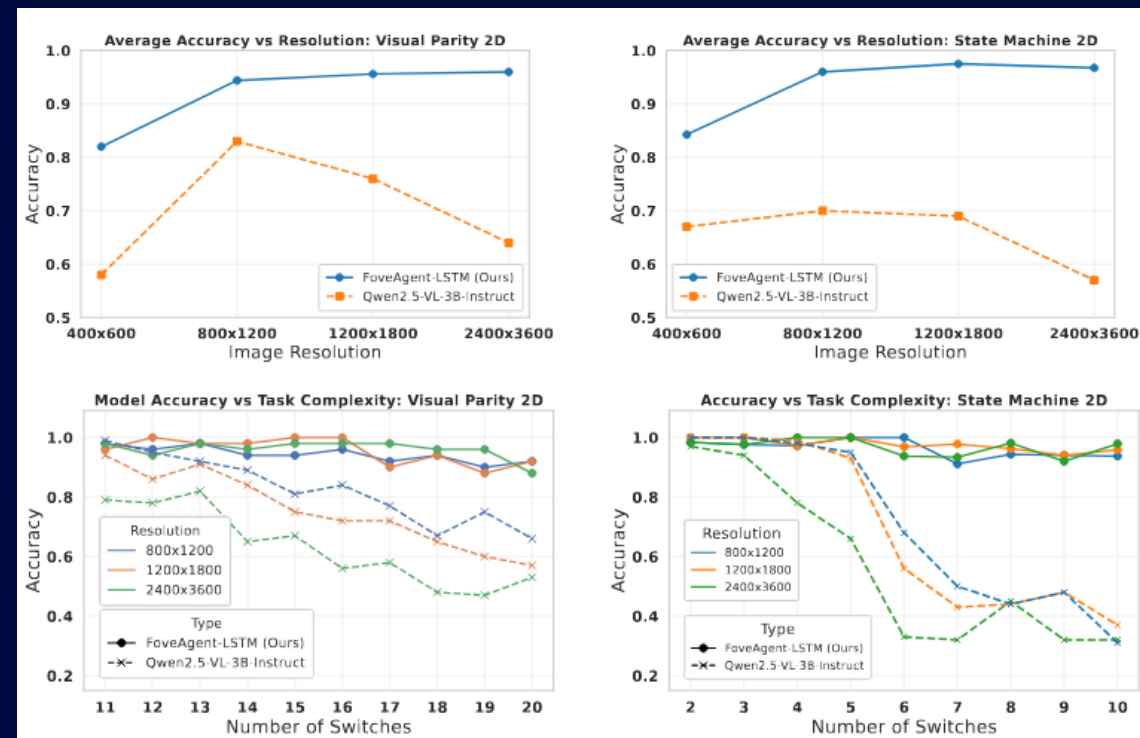 Average Accuracy vs Resolution: Visual Parity 2D
1.0
0.9
0.8
0.7
0.6
0.5
Accuracy
FoveAgent-LSTM (Ours)
Qwen2.5-VL-3B-Instruct
400x600 800x1200 1200x1800 2400x3600
Image Resolution
Average Accuracy vs Resolution: State Machine 2D
1.0
0.9
0.8
0.7
0.6
0.5
Accuracy
FoveAgent-LSTM (Ours)
Qwen2.5-VL-3B-Instruct
400x600 800x1200 1200x1800 2400x3600
Image Resolution
Model Accuracy vs Task Complexity: Visual Parity 2D
1.0
0.8
0.6
0.4
0.2
Accuracy
Resolution
800x1200
1200x1800
2400x3600
Type
FoveAgent-LSTM (Ours)
Qwen2.5-VL-3B-Instruct
11 12 13 14 15 16 17 18 19 20
Number of Switches
Accuracy vs Task Complexity: State Machine 2D
1.0
0.8
0.6
0.4
0.2
Accuracy
Resolution
800x1200
1200x1800
2400x3600
Type
FoveAgent-LSTM (Ours)
Qwen2.5-VL-3B-Instruct
2 3 4 5 6 7 8 9 10
Number of Switches